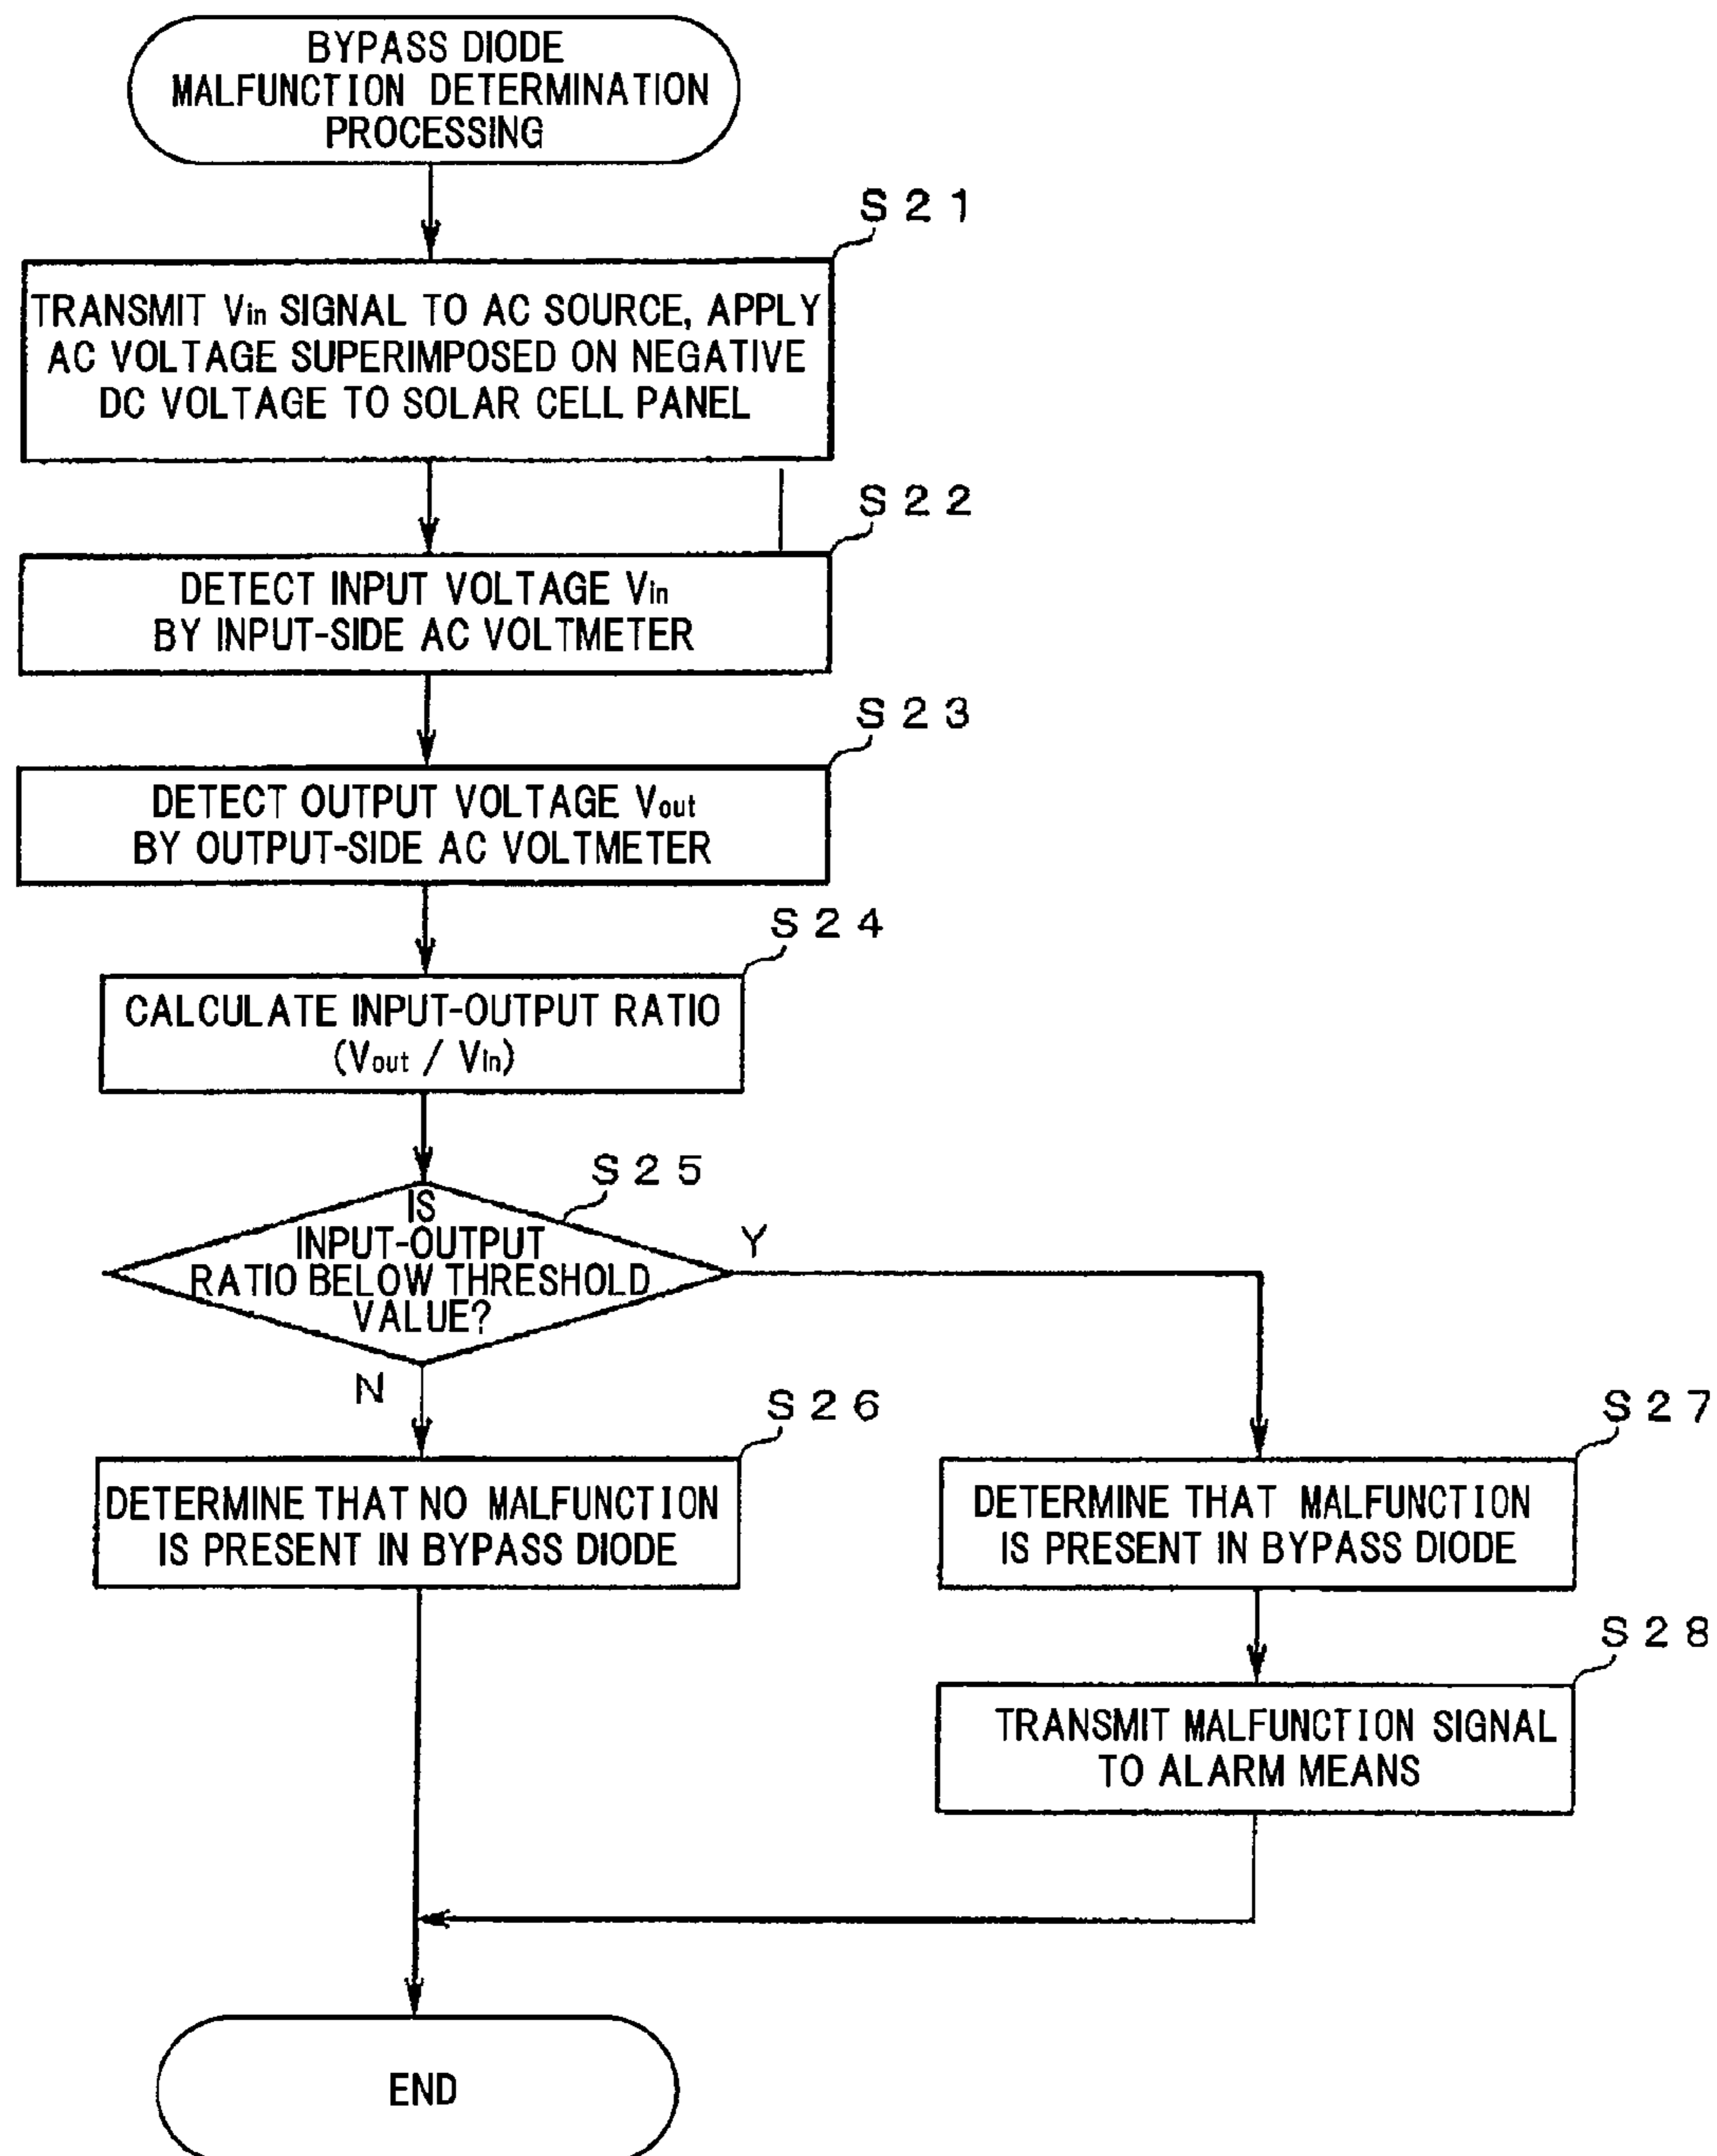 BYPASS DIODE
MALFUNCTION DETERMINATION
PROCESSING
S21
TRANSMIT Vin SIGNAL TO AC SOURCE, APPLY
AC VOLTAGE SUPERIMPOSED ON NEGATIVE
DC VOLTAGE TO SOLAR CELL PANEL
S22
DETECT INPUT VOLTAGE Vin
BY INPUT-SIDE AC VOLTMETER
S23
DETECT OUTPUT VOLTAGE Vout
BY OUTPUT-SIDE AC VOLTMETER
S24
CALCULATE INPUT-OUTPUT RATIO
(Vout / Vin)
S25
IS
INPUT-OUTPUT
RATIO BELOW THRESHOLD
VALUE?
Y
N
S26
DETERMINE THAT NO MALFUNCTION
IS PRESENT IN BYPASS DIODE
S27
DETERMINE THAT MALFUNCTION
IS PRESENT IN BYPASS DIODE
S28
TRANSMIT MALFUNCTION SIGNAL
TO ALARM MEANS
END